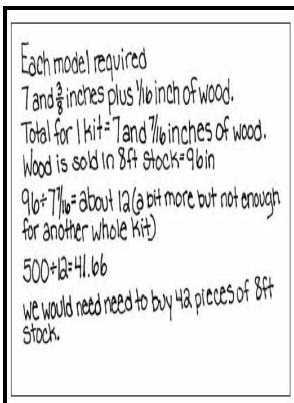 Each model required
7 and 3/8 inches plus 1/16 inch of wood.
Total for 1 kit = 7 and 7/16 inches of wood.
Wood is sold in 8ft stock = 96in
96÷7 7/16 = about 12 (a bit more but not enough
for another whole kit)
500÷12=41.66
we would need need to buy 42 pieces of 8ft
stock.